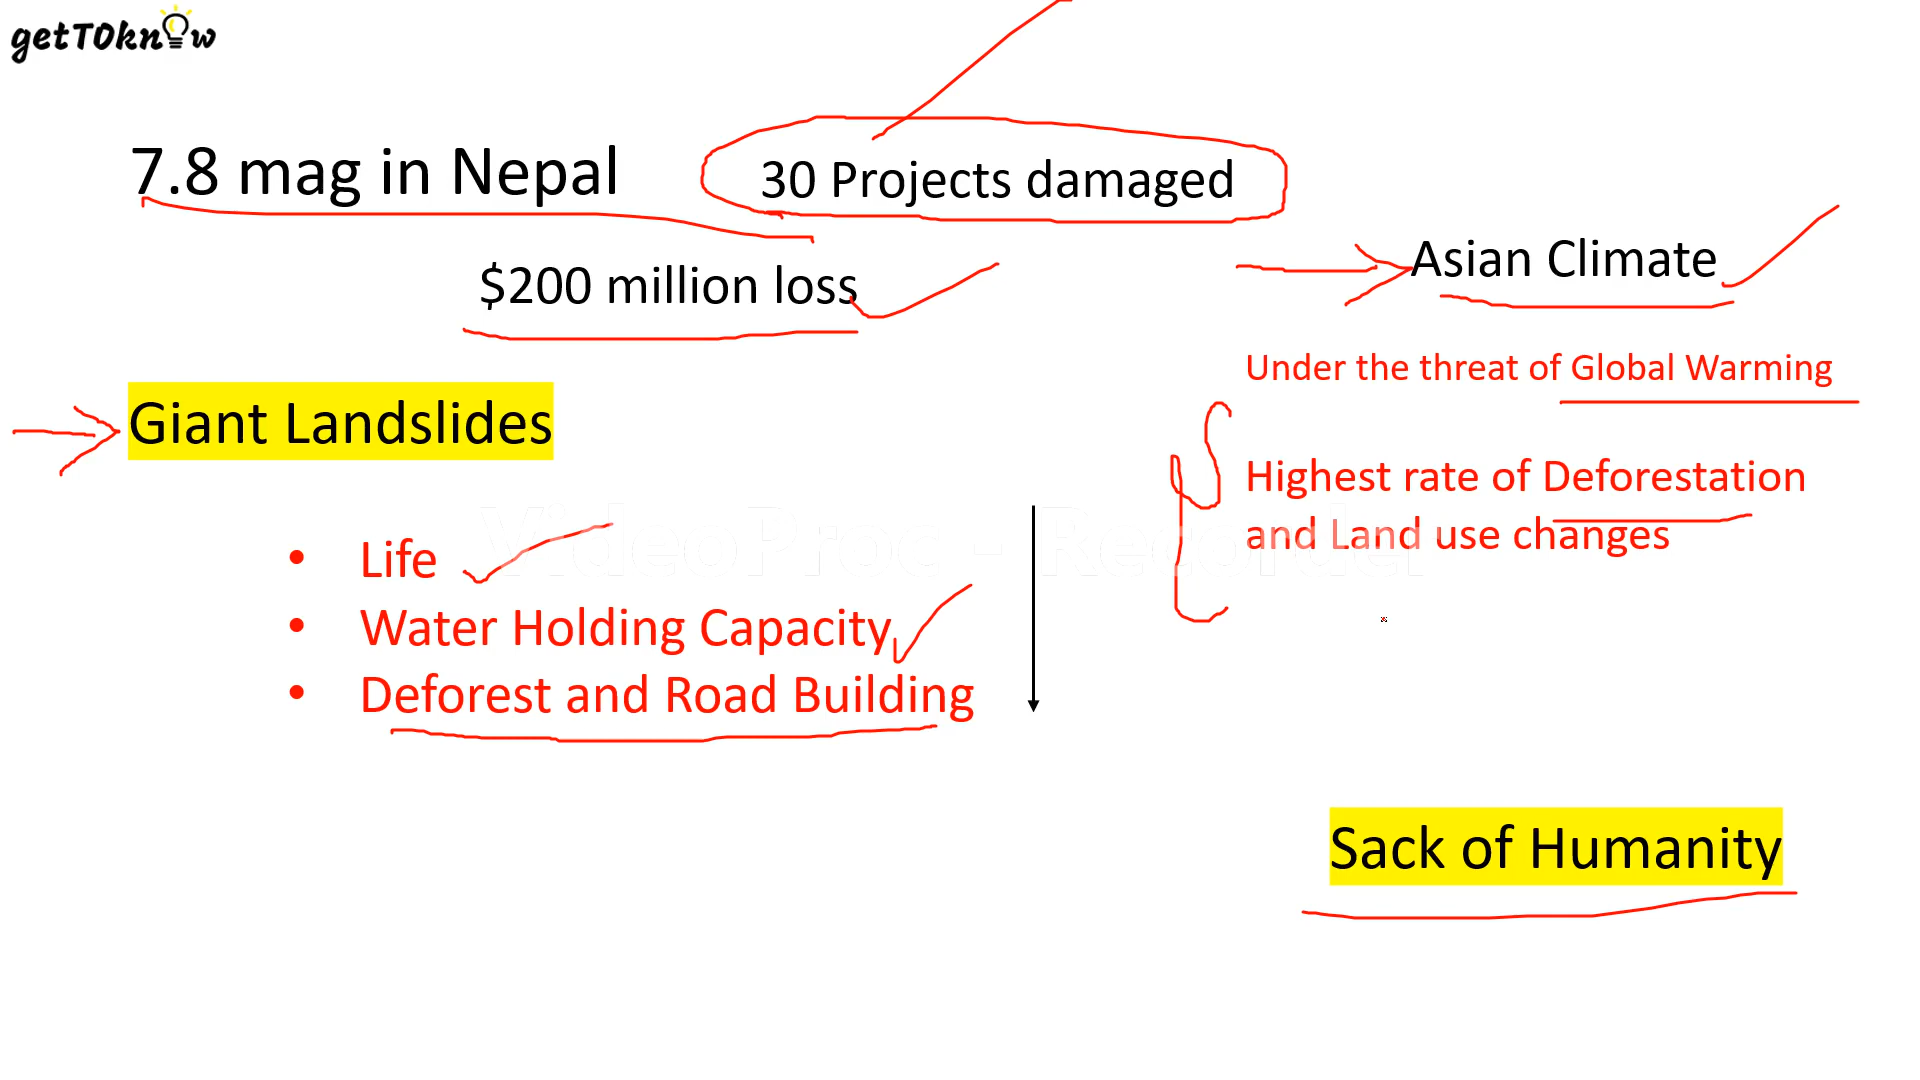 getTOknow
7.8 mag in Nepal
30 Projects damaged
$200 million loss
Asian Climate
Under the threat of Global Warming
Giant Landslides
Highest rate of Deforestation
and Land use changes
VideoProc - Recorder
• Life
• Water Holding Capacity
• Deforest and Road Building
Sack of Humanity